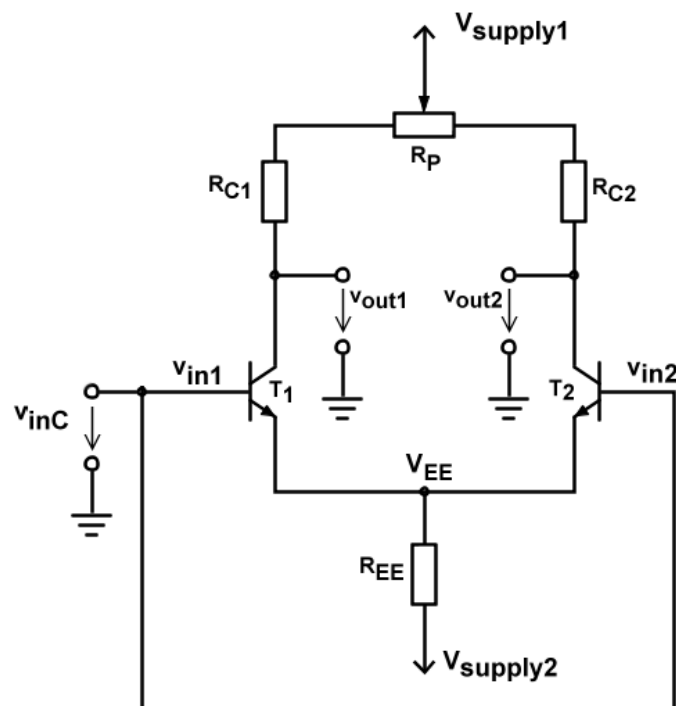 Vsupply1
RP
RC1
RC2
vout1
vout2
vin1
T1
T2
vin2
vinC
VEE
REE
Vsupply2